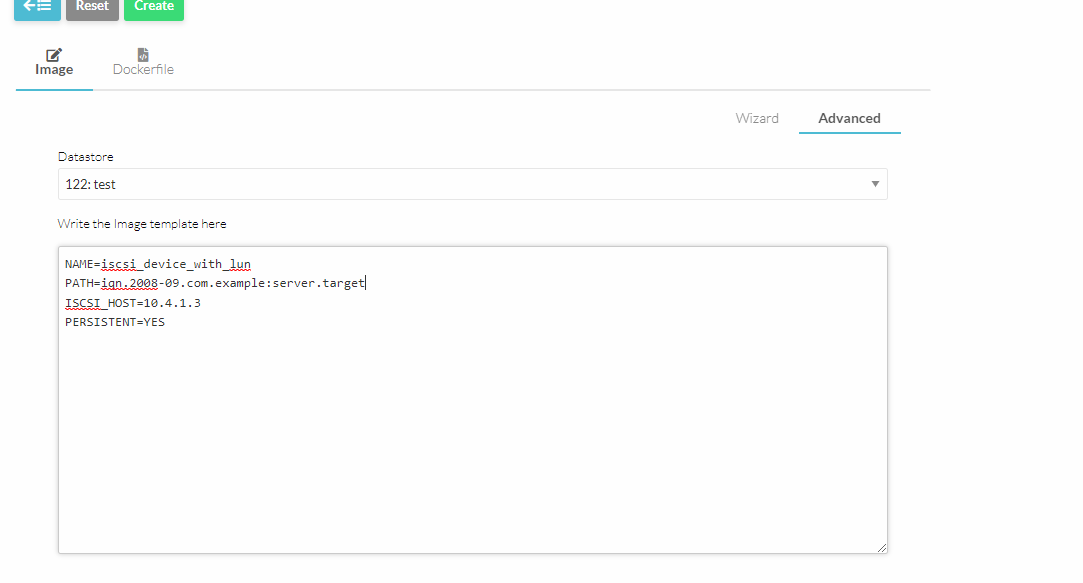 Reset
Create
Image
Dockerfile
Wizard
Advanced
Datastore
122: test
Write the Image template here
NAME=iscsi_device_with_lun
PATH=iqn.2008-09.com.example:server.target
ISCSI_HOST=10.4.1.3
PERSISTENT=YES